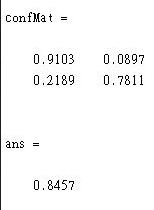 confMat =
0.9103 0.0897
0.2189 0.7811
ans =
0.8457